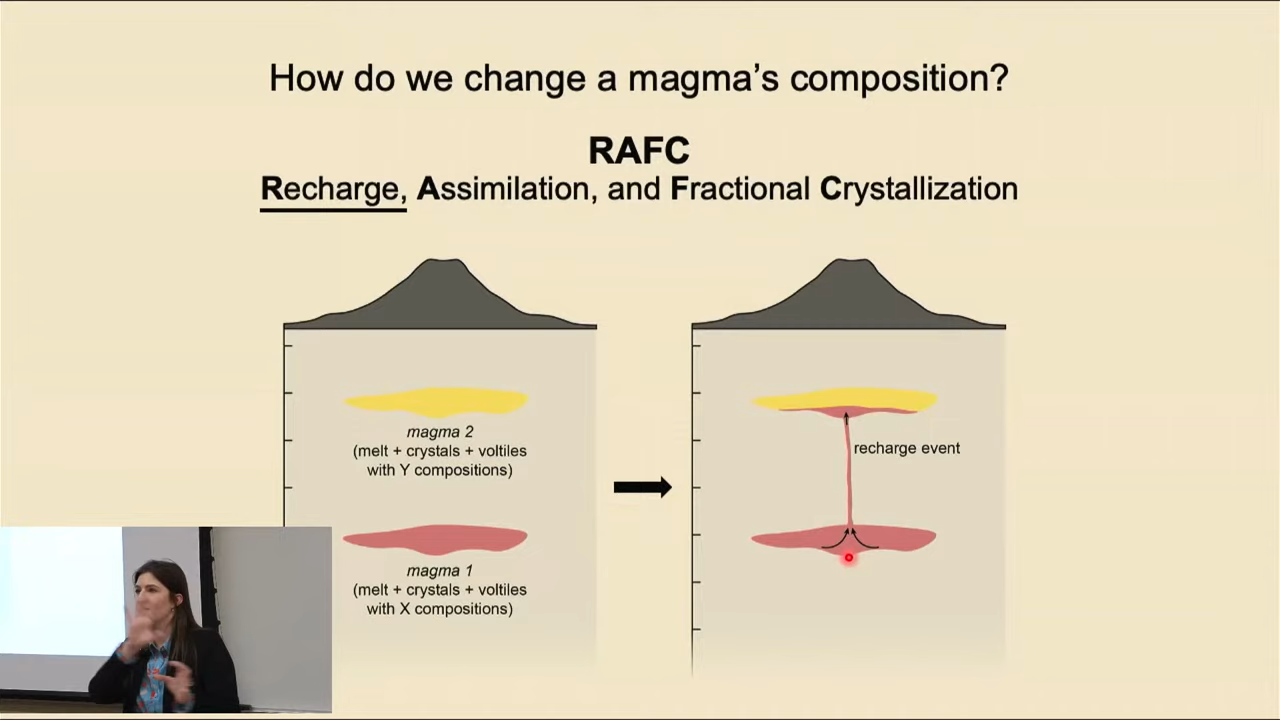 How do we change a magma's composition?
RAFC
Recharge, Assimilation, and Fractional Crystallization
magma 2
(melt + crystals + voltiles
with Y compositions)
magma 1
(melt + crystals + voltiles
with X compositions)
recharge event